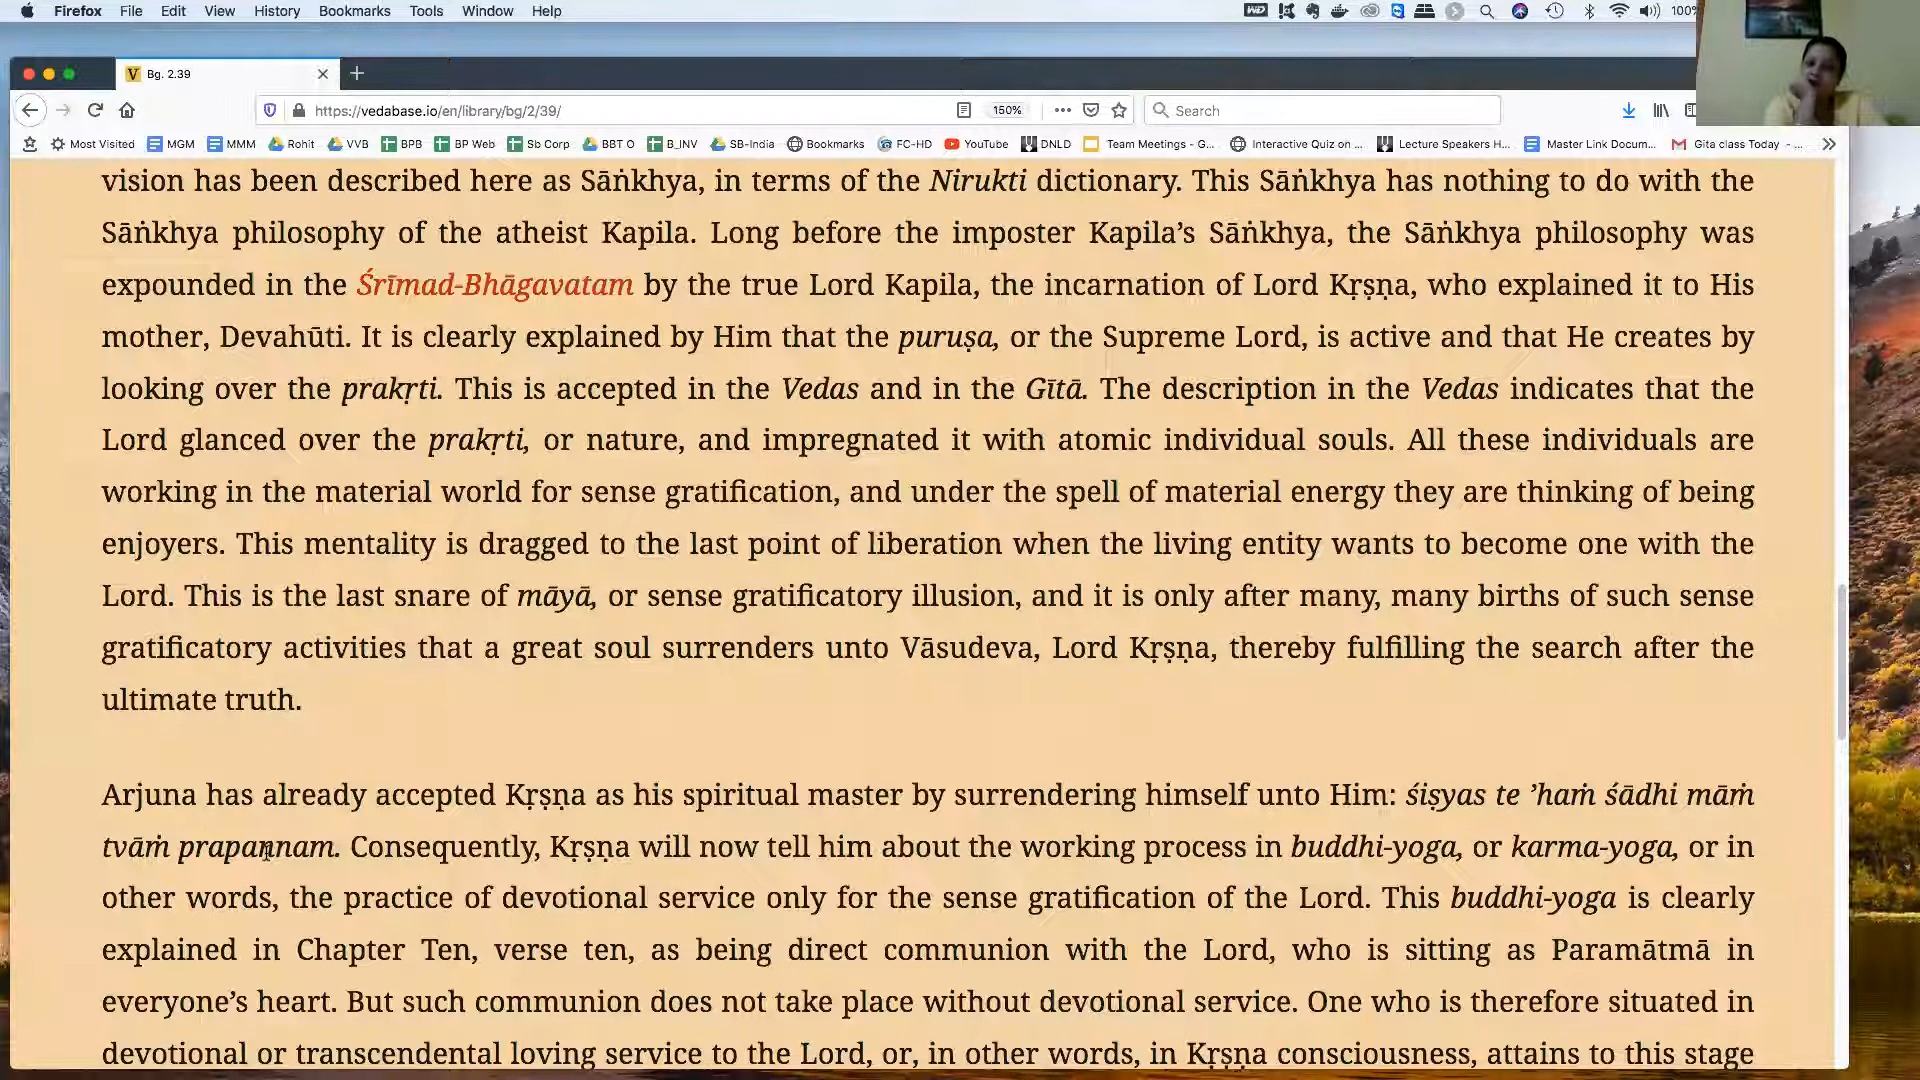 Firefox File Edit View History Bookmarks Tools Window Help 100%
Bg. 2.39
https://vedabase.io/en/library/bg/2/39/ 150% Search
Most Visited MGM MMM Rohit VVB BPB BP Web Sb Corp BBT O B_INV SB-India Bookmarks FC-HD YouTube DNLD Team Meetings - G... Interactive Quiz on ... Lecture Speakers H... Master Link Docum... Gita class Today - ...
vision has been described here as Sāṅkhya, in terms of the Nirukti dictionary. This Sāṅkhya has nothing to do with the
Sāṅkhya philosophy of the atheist Kapila. Long before the imposter Kapila’s Sāṅkhya, the Sāṅkhya philosophy was
expounded in the Śrīmad-Bhāgavatam by the true Lord Kapila, the incarnation of Lord Kṛṣṇa, who explained it to His
mother, Devahūti. It is clearly explained by Him that the puruṣa, or the Supreme Lord, is active and that He creates by
looking over the prakṛti. This is accepted in the Vedas and in the Gītā. The description in the Vedas indicates that the
Lord glanced over the prakṛti, or nature, and impregnated it with atomic individual souls. All these individuals are
working in the material world for sense gratification, and under the spell of material energy they are thinking of being
enjoyers. This mentality is dragged to the last point of liberation when the living entity wants to become one with the
Lord. This is the last snare of māyā, or sense gratificatory illusion, and it is only after many, many births of such sense
gratificatory activities that a great soul surrenders unto Vāsudeva, Lord Kṛṣṇa, thereby fulfilling the search after the
ultimate truth.
Arjuna has already accepted Kṛṣṇa as his spiritual master by surrendering himself unto Him: śiṣyas te ’haṁ śādhi māṁ
tvāṁ prapannam. Consequently, Kṛṣṇa will now tell him about the working process in buddhi-yoga, or karma-yoga, or in
other words, the practice of devotional service only for the sense gratification of the Lord. This buddhi-yoga is clearly
explained in Chapter Ten, verse ten, as being direct communion with the Lord, who is sitting as Paramātmā in
everyone’s heart. But such communion does not take place without devotional service. One who is therefore situated in
devotional or transcendental loving service to the Lord, or, in other words, in Kṛṣṇa consciousness, attains to this stage